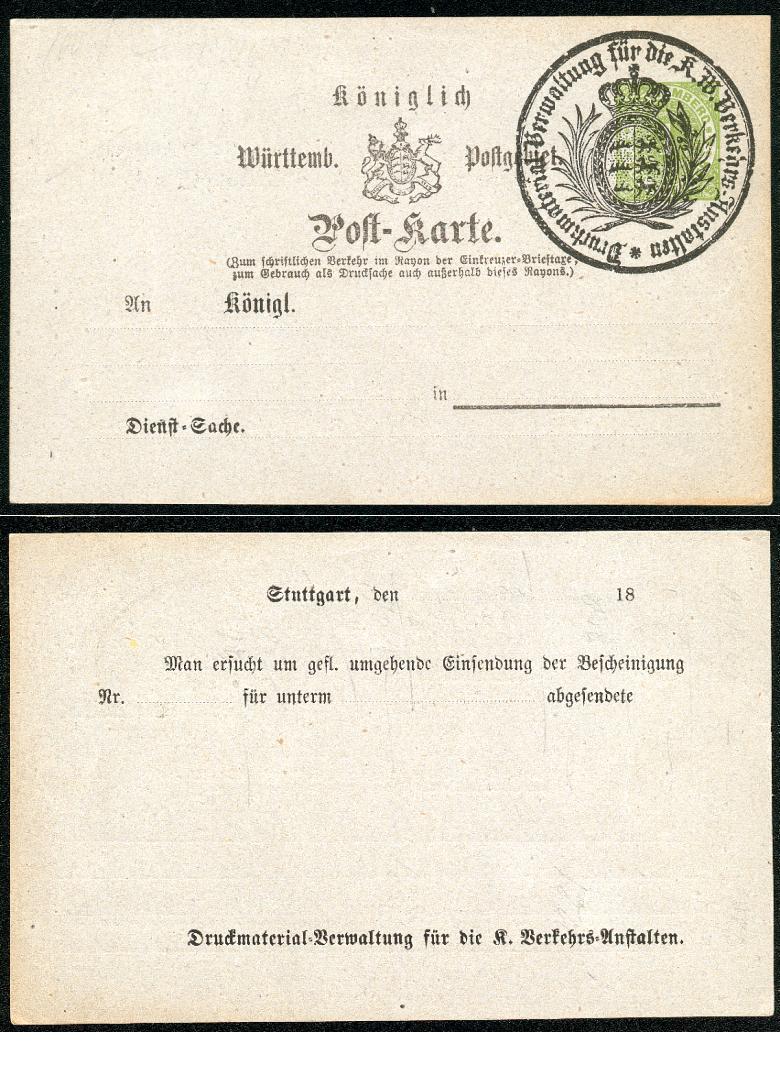 Königlich
Württemb. Postgebiet.
Post-Karte.
(Zum schriftlichen Verkehr im Rayon der Einkreuzer-Brieftaxe,
zum Gebrauch als Drucksache auch außerhalb dieses Rayons.)
Druckmaterial-Verwaltung für die K. W. Verkehrs-Anstalten *
An Königl.
in
Dienst-Sache.
Stuttgart, den 18
Man ersucht um gefl. umgehende Einsendung der Bescheinigung
Nr. für unterm abgesendete
Druckmaterial-Verwaltung für die K. Verkehrs-Anstalten.